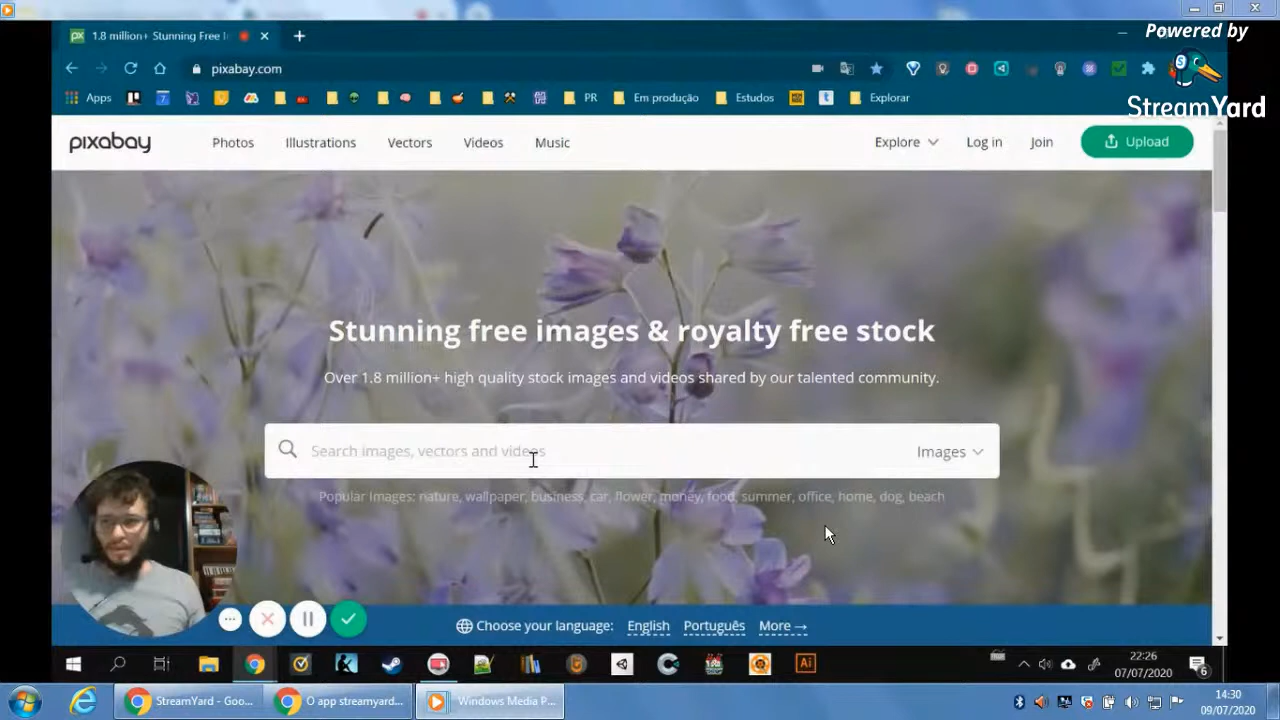 Powered by
StreamYard
1.8 million+ Stunning Free I
pixabay.com
Apps
PR
Em produção
Estudos
Explorar
pixabay
Photos
Illustrations
Vectors
Videos
Music
Explore
Log in
Join
Upload
Stunning free images & royalty free stock
Over 1.8 million+ high quality stock images and videos shared by our talented community.
Search images, vectors and videos
Images
Popular Images: nature, wallpaper, business, car, flower, money, food, summer, office, home, dog, beach
Choose your language:
English
Português
More →
22:26
07/07/2020
6
Ai
StreamYard - Goo...
O app streamyard...
Windows Media P...
14:30
09/07/2020